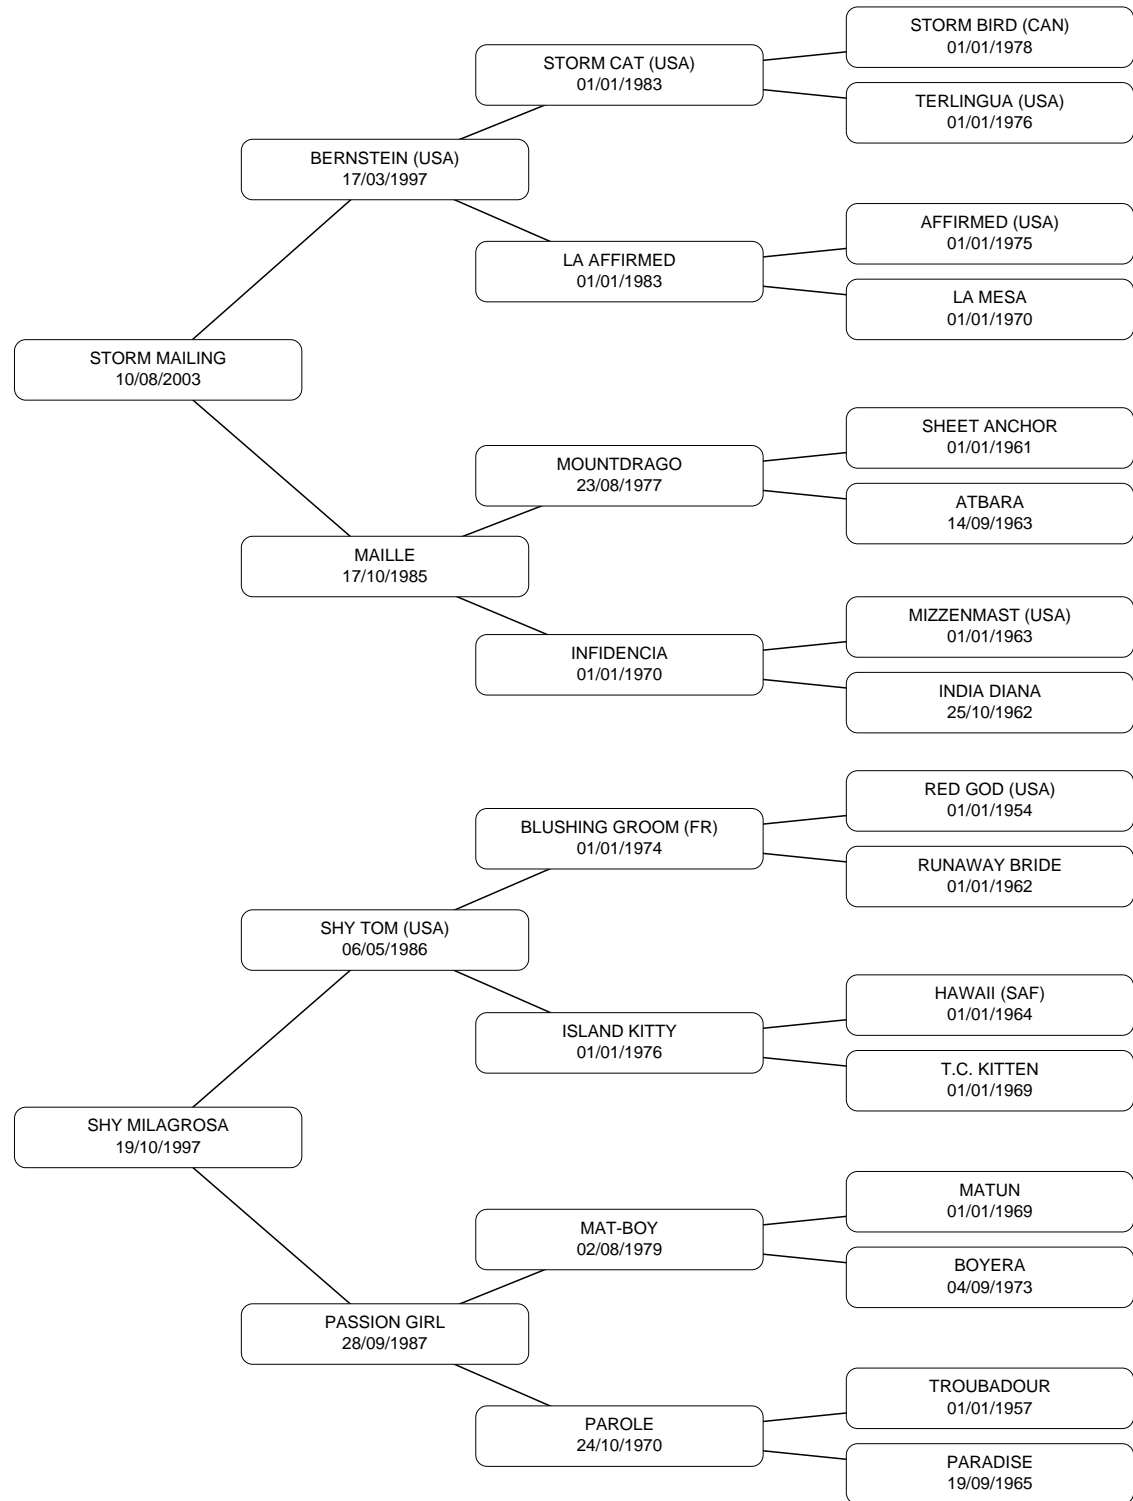 STORM BIRD (CAN)
01/01/1978
STORM CAT (USA)
01/01/1983
TERLINGUA (USA)
01/01/1976
BERNSTEIN (USA)
17/03/1997
AFFIRMED (USA)
01/01/1975
LA AFFIRMED
01/01/1983
LA MESA
01/01/1970
STORM MAILING
10/08/2003
SHEET ANCHOR
01/01/1961
MOUNTDRAGO
23/08/1977
ATBARA
14/09/1963
MAILLE
17/10/1985
MIZZENMAST (USA)
01/01/1963
INFIDENCIA
01/01/1970
INDIA DIANA
25/10/1962
RED GOD (USA)
01/01/1954
BLUSHING GROOM (FR)
01/01/1974
RUNAWAY BRIDE
01/01/1962
SHY TOM (USA)
06/05/1986
HAWAII (SAF)
01/01/1964
ISLAND KITTY
01/01/1976
T.C. KITTEN
01/01/1969
SHY MILAGROSA
19/10/1997
MATUN
01/01/1969
MAT-BOY
02/08/1979
BOYERA
04/09/1973
PASSION GIRL
28/09/1987
TROUBADOUR
01/01/1957
PAROLE
24/10/1970
PARADISE
19/09/1965